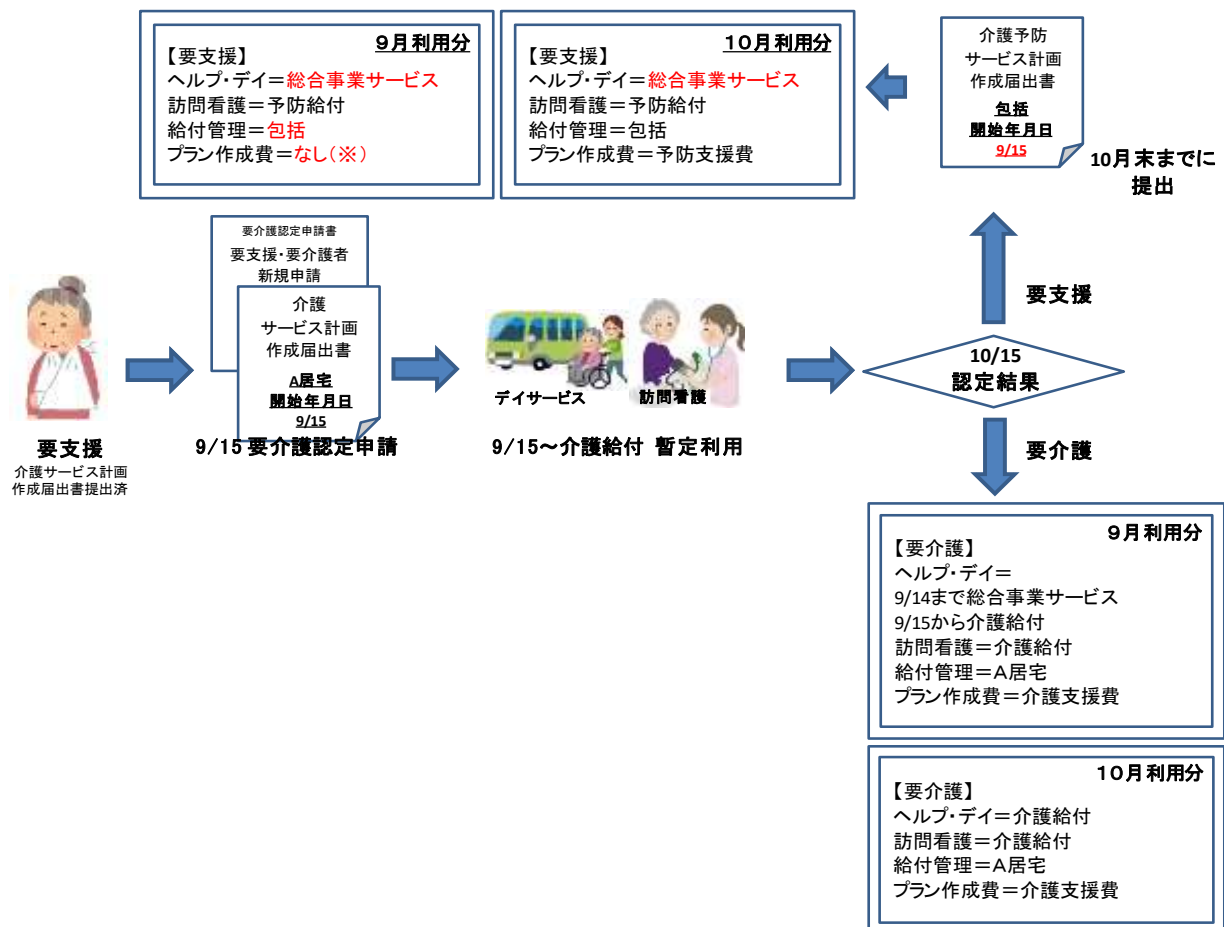 ９月利用分
【要支援】
ヘルプ・デイ＝総合事業サービス
訪問看護＝予防給付
給付管理＝包括
プラン作成費＝なし(※)
１０月利用分
【要支援】
ヘルプ・デイ＝総合事業サービス
訪問看護＝予防給付
給付管理＝包括
プラン作成費＝予防支援費
介護予防
サービス計画
作成届出書
包括
開始年月日
9/15
10月末までに
提出
要介護認定申請書
要支援・要介護者
新規申請
介護
サービス計画
作成届出書
A居宅
開始年月日
9/15
要支援
介護サービス計画
作成届出書提出済
9/15 要介護認定申請
デイサービス
訪問看護
9/15～介護給付 暫定利用
要支援
10/15
認定結果
要介護
９月利用分
【要介護】
ヘルプ・デイ＝
9/14まで総合事業サービス
9/15から介護給付
訪問看護＝介護給付
給付管理＝A居宅
プラン作成費＝介護支援費
１０月利用分
【要介護】
ヘルプ・デイ＝介護給付
訪問看護＝介護給付
給付管理＝A居宅
プラン作成費＝介護支援費